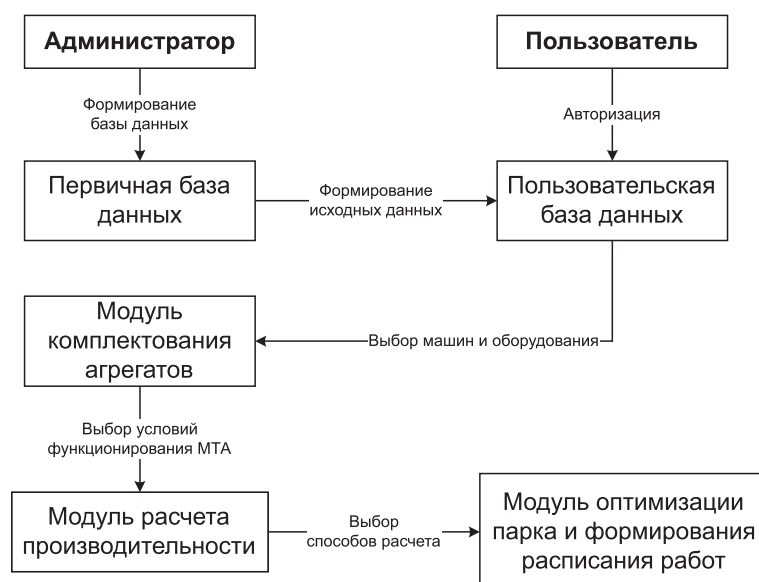 Администратор
Пользователь
Формирование
базы данных
Авторизация
Первичная база
данных
Формирование
исходных данных
Пользовательская
база данных
Модуль
комплектования
агрегатов
Выбор машин и оборудования
Выбор условий
функционирования МТА
Модуль расчета
производительности
Выбор
способов расчета
Модуль оптимизации
парка и формирования
расписания работ